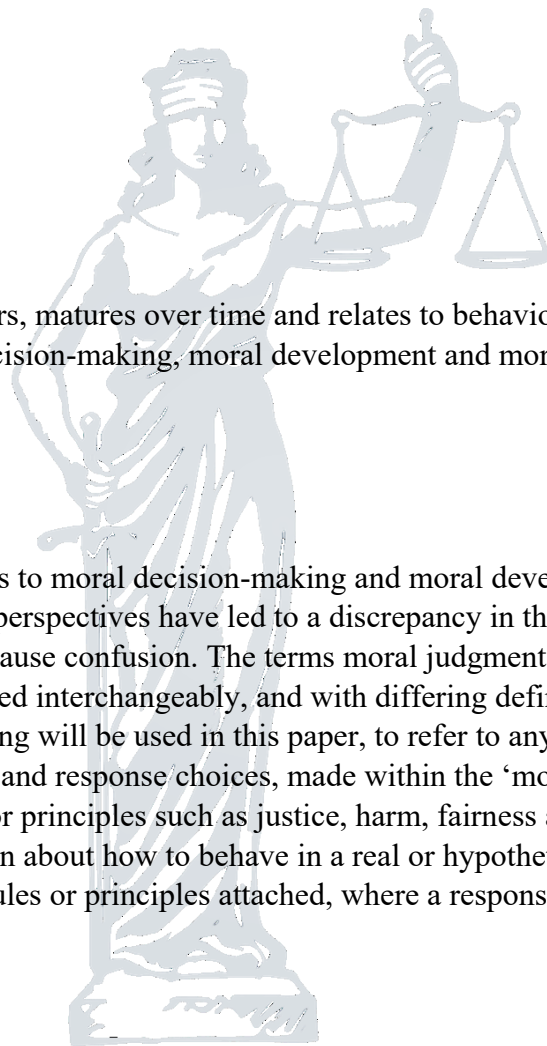 rs, matures over time and relates to behavio
cision-making, moral development and mor
s to moral decision-making and moral deve
perspectives have led to a discrepancy in th
ause confusion. The terms moral judgment
ed interchangeably, and with differing defin
ng will be used in this paper, to refer to any
and response choices, made within the ‘mo
or principles such as justice, harm, fairness a
n about how to behave in a real or hypothet
ules or principles attached, where a respons